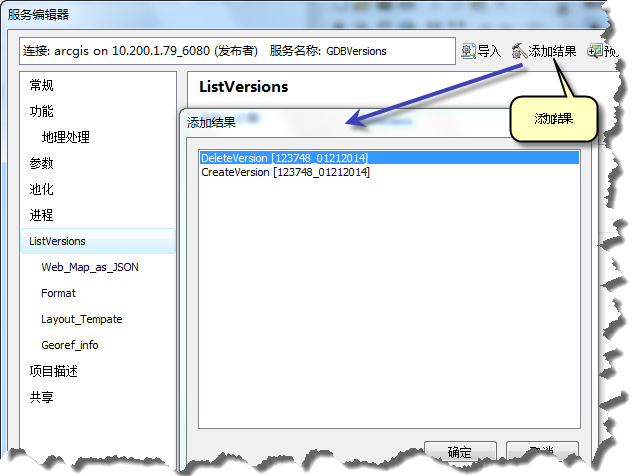 服务编辑器
连接: arcgis on 10.200.1.79_6080 (发布者) 服务名称: GDBVersions
导入
添加结果
常规
功能
地理处理
参数
池化
进程
ListVersions
Web_Map_as_JSON
Format
Layout_Tempate
Georef_info
项目描述
共享
ListVersions
添加结果
添加结果
DeleteVersion [123748_01212014]
CreateVersion [123748_01212014]
确定
取消